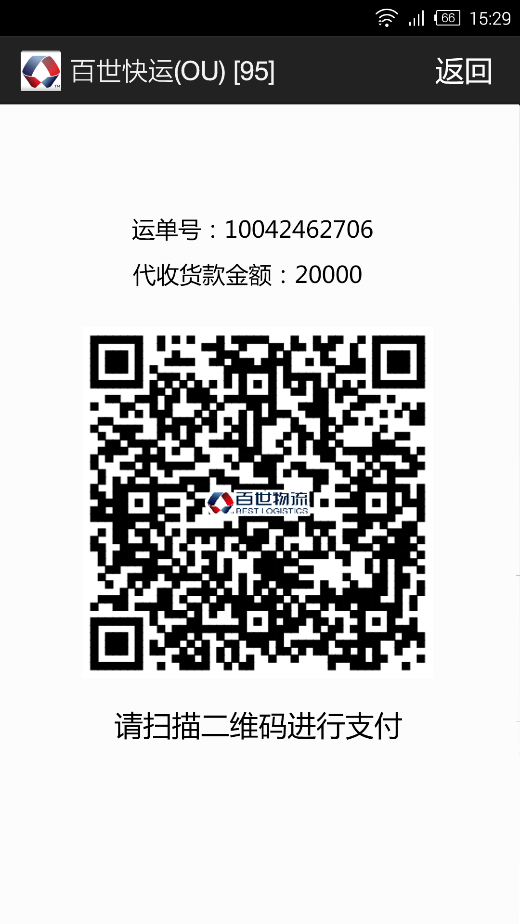 66 15:29
百世快运(OU) [95] 返回
运单号：10042462706
代收货款金额：20000
百世物流
BEST LOGISTICS
请扫描二维码进行支付